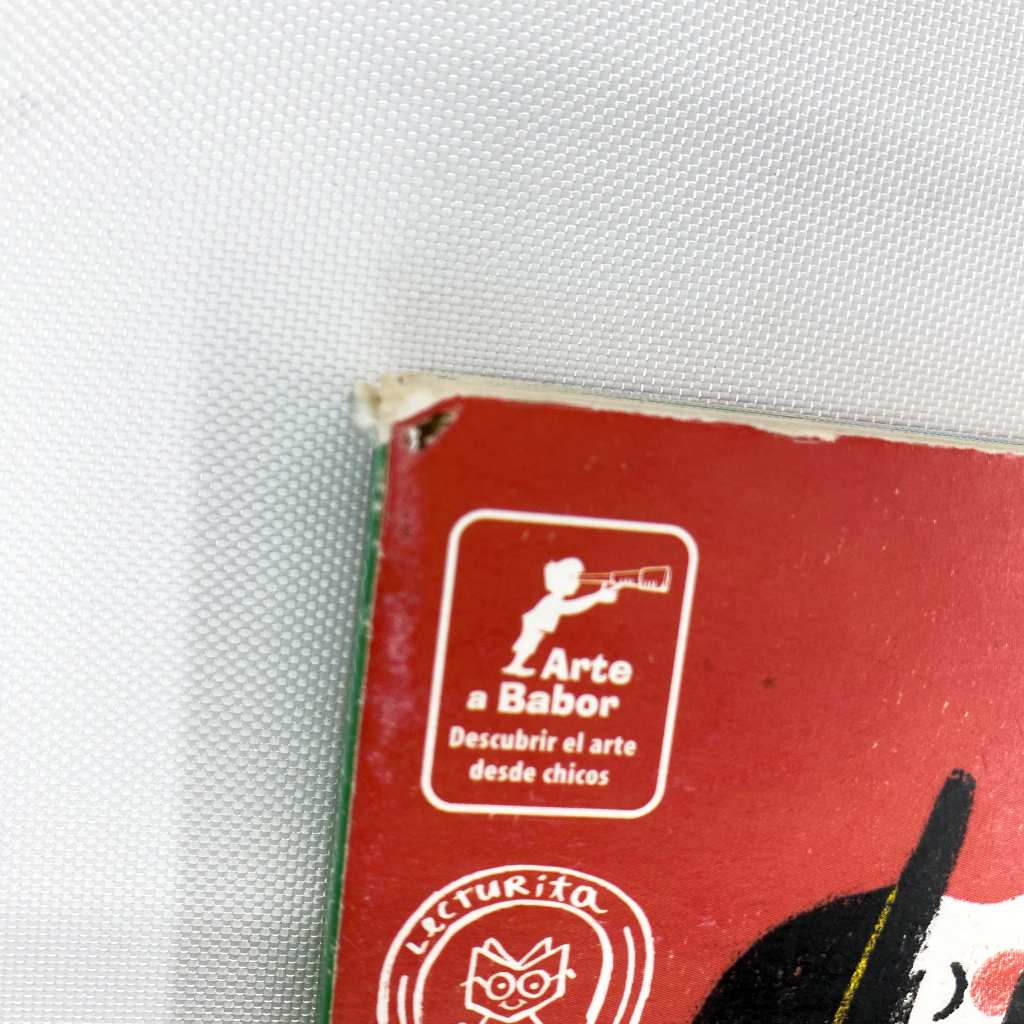 Arte
a Babor
Descubrir el arte
desde chicos
LECTURITA